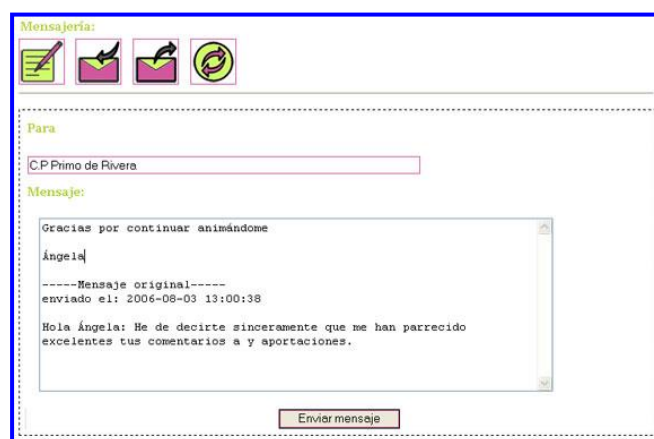 Mensajería:
Para
C.P Primo de Rivera
Mensaje:
Gracias por continuar animándome
Ángela
-----Mensaje original-----
enviado el: 2006-08-03 13:00:38
Hola Ángela: He de decirte sinceramente que me han parrecido
excelentes tus comentarios a y aportaciones.
Enviar mensaje